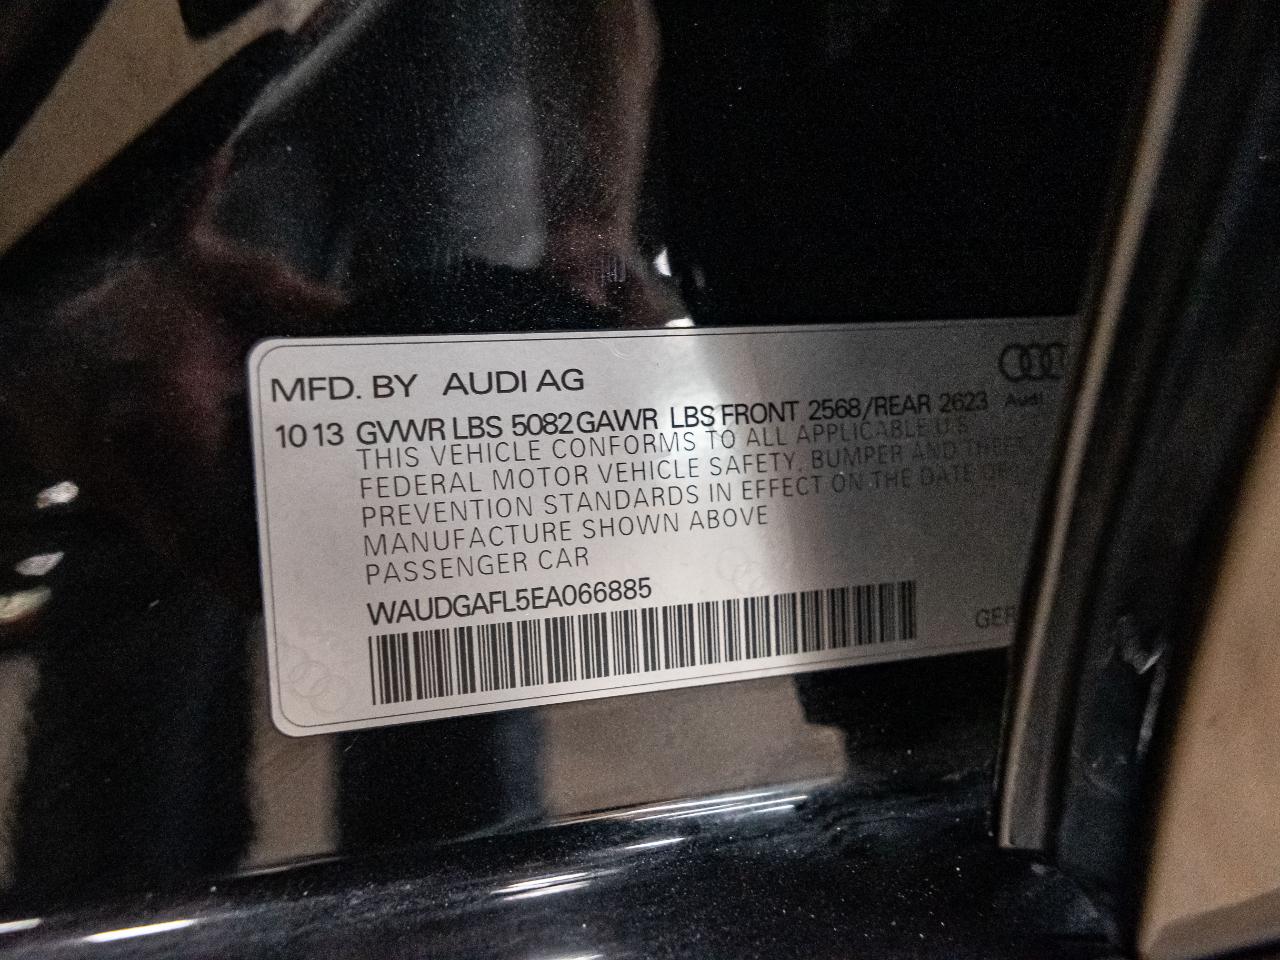 MFD. BY AUDI AG
Audi
10 13 GVWR LBS 5082 GAWR LBS FRONT 2568/REAR 2623
THIS VEHICLE CONFORMS TO ALL APPLICABLE U.S.
FEDERAL MOTOR VEHICLE SAFETY, BUMPER AND THEFT
PREVENTION STANDARDS IN EFFECT ON THE DATE OF
MANUFACTURE SHOWN ABOVE
PASSENGER CAR
WAUDGAFL5EA066885